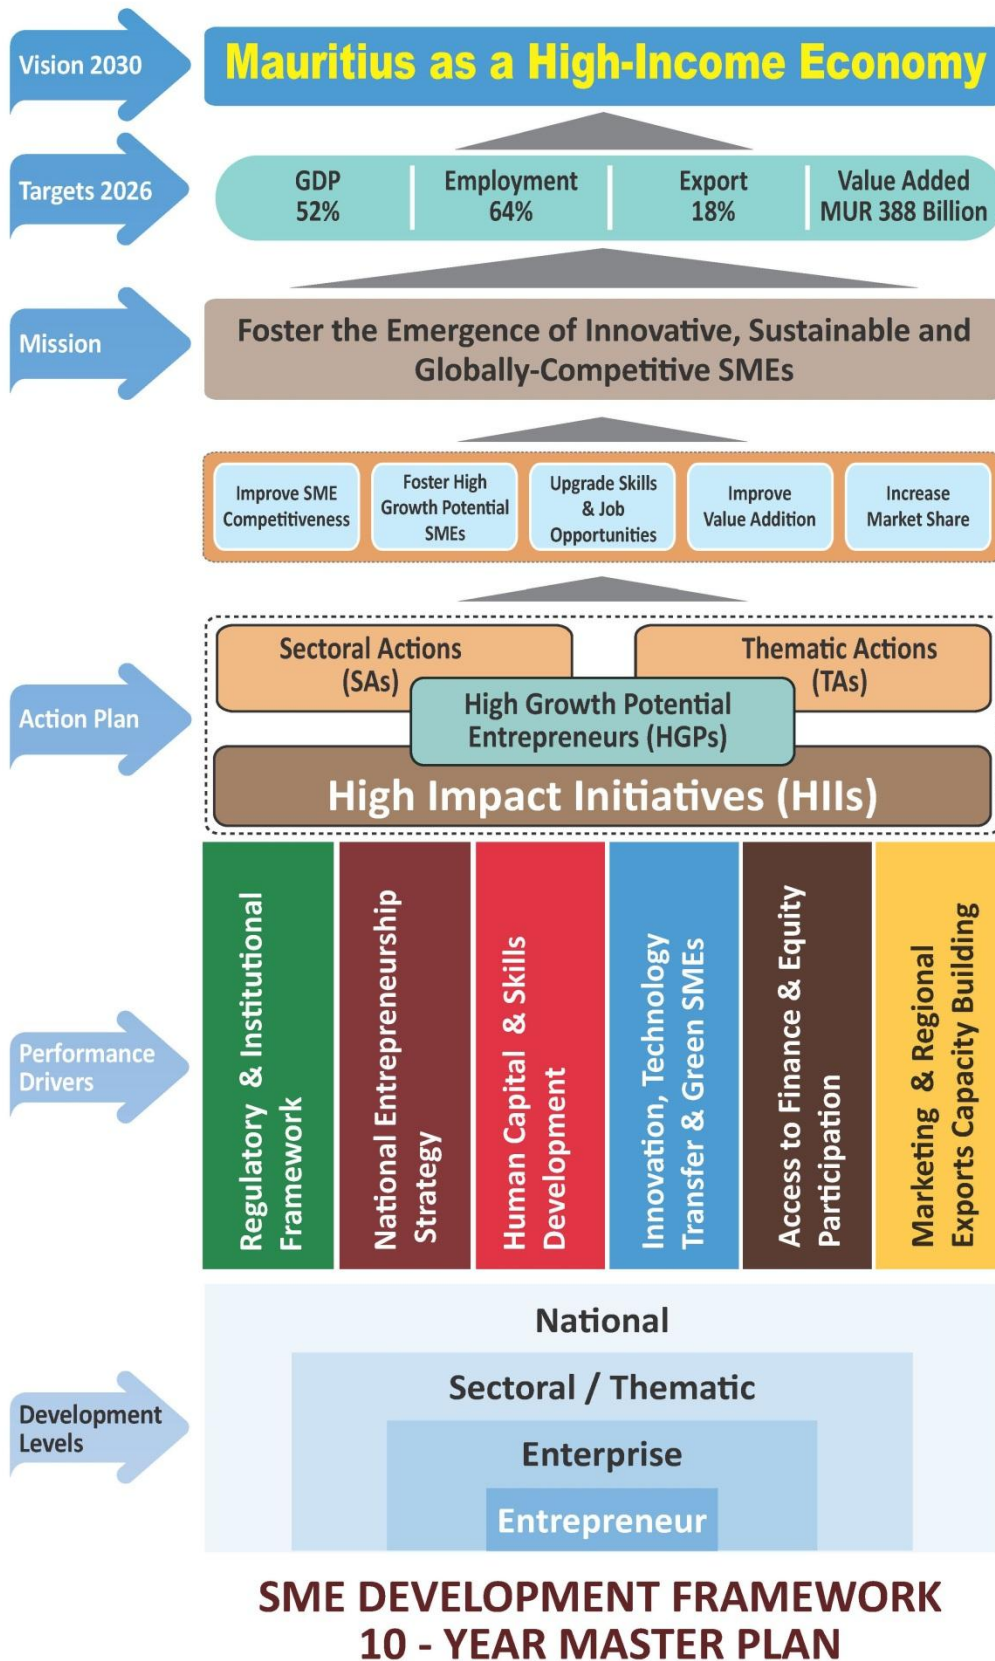 Vision 2030
Mauritius as a High-Income Economy
Targets 2026
GDP
52%
Employment
64%
Export
18%
Value Added
MUR 388 Billion
Mission
Foster the Emergence of Innovative, Sustainable and
Globally-Competitive SMEs
Improve SME
Competitiveness
Foster High
Growth Potential
SMEs
Upgrade Skills
& Job
Opportunities
Improve
Value Addition
Increase
Market Share
Action Plan
Sectoral Actions
(SAs)
Thematic Actions
(TAs)
High Growth Potential
Entrepreneurs (HGPs)
High Impact Initiatives (HIIs)
Performance
Drivers
Regulatory & Institutional
Framework
National Entrepreneurship
Strategy
Human Capital & Skills
Development
Innovation, Technology
Transfer & Green SMEs
Access to Finance & Equity
Participation
Marketing & Regional
Exports Capacity Building
Development
Levels
National
Sectoral / Thematic
Enterprise
Entrepreneur
SME DEVELOPMENT FRAMEWORK
10 - YEAR MASTER PLAN